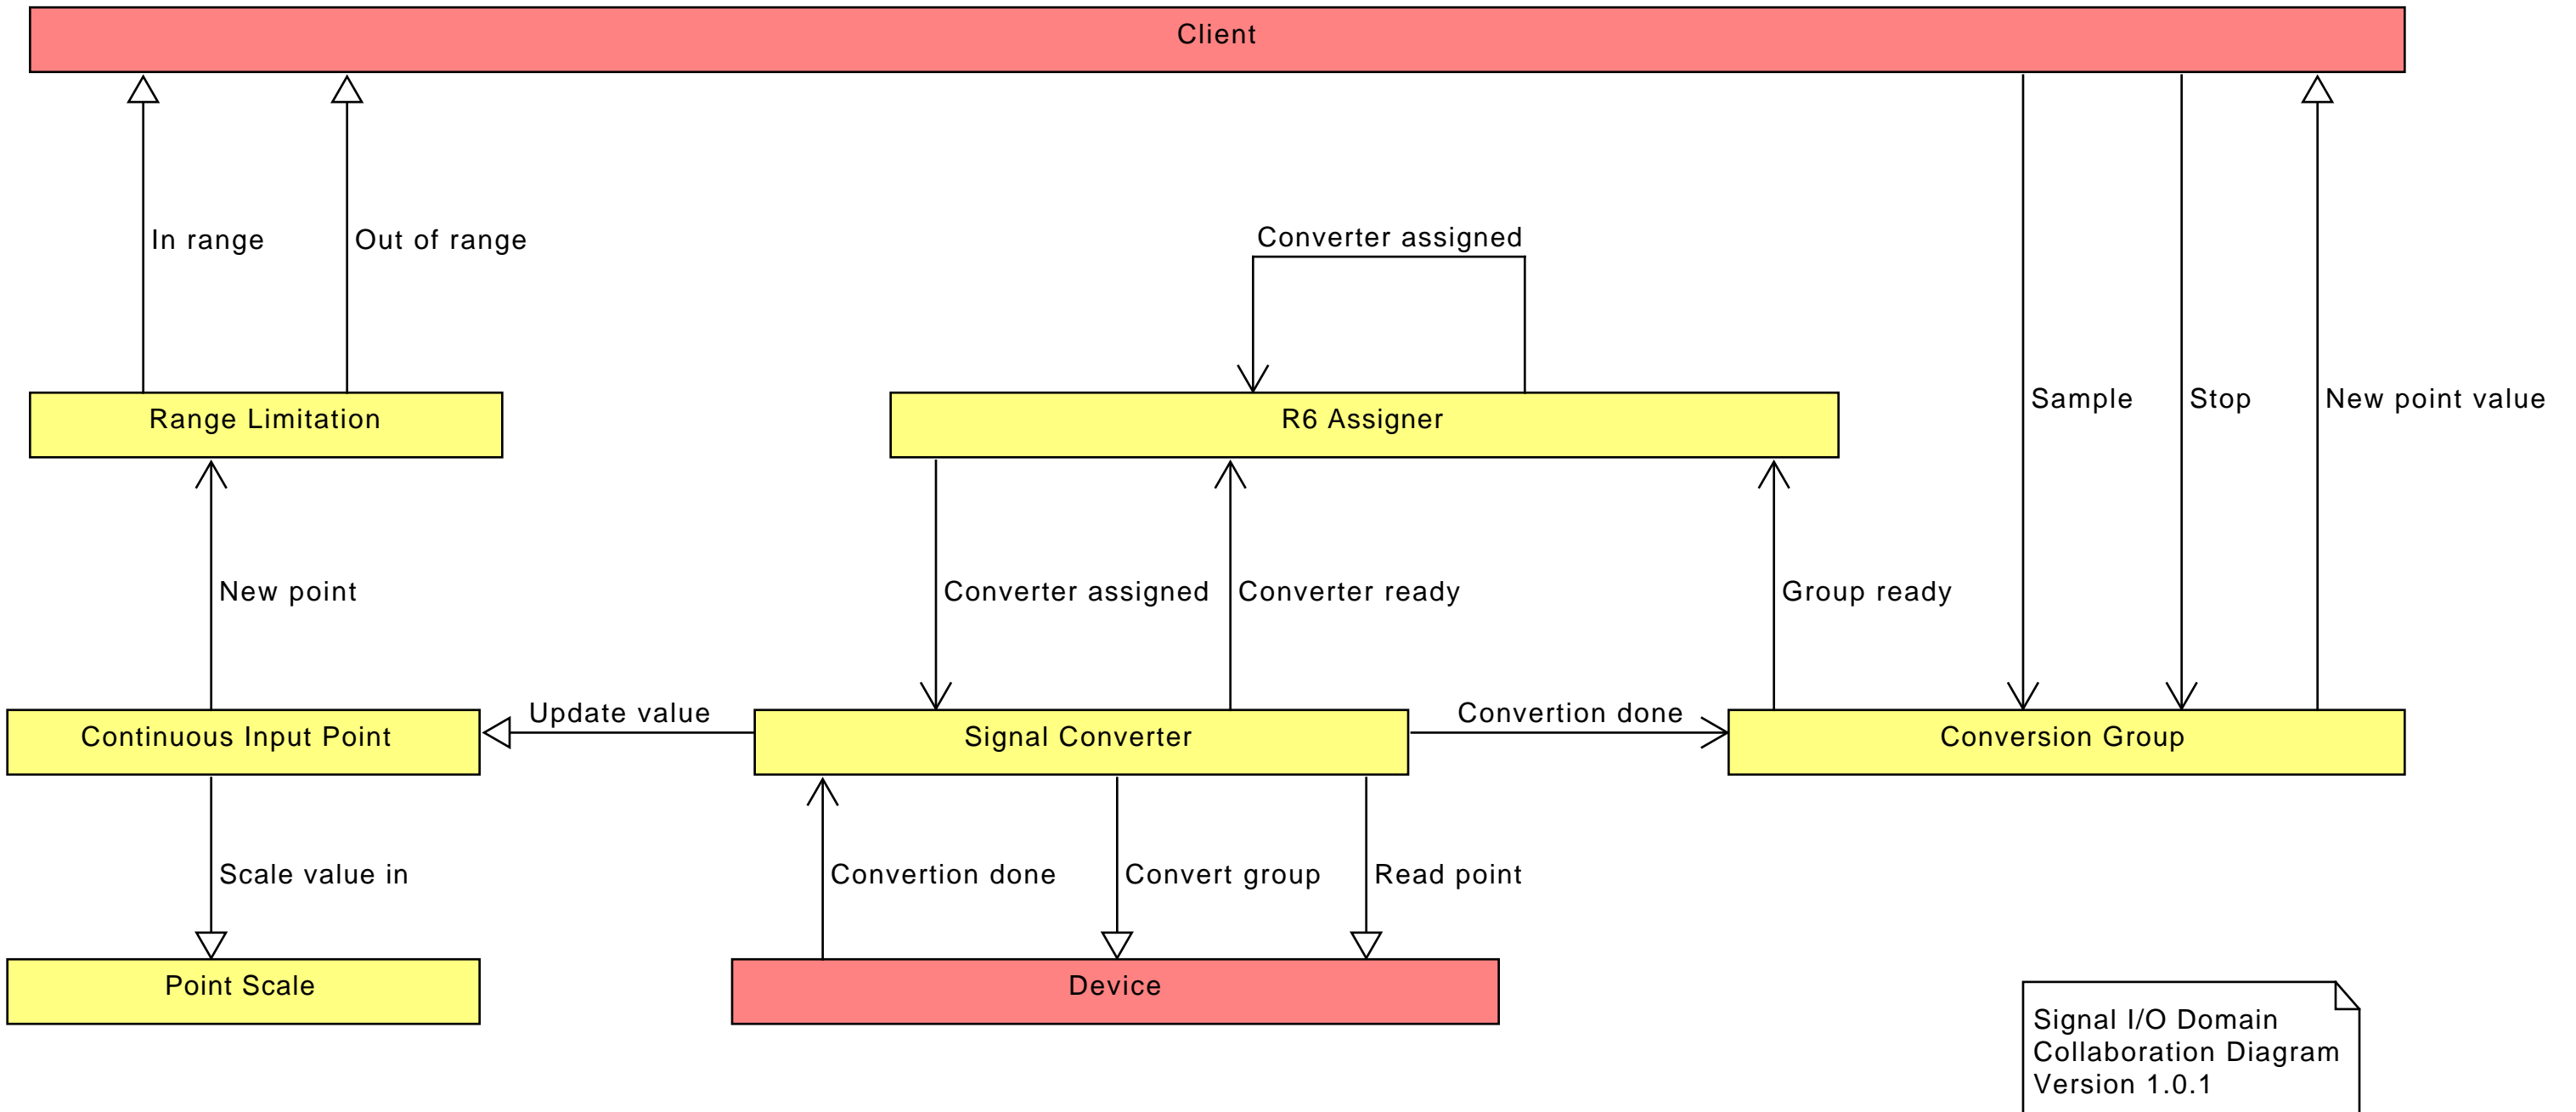 Client
In range
Out of range
Converter assigned
Sample
Stop
New point value
Range Limitation
R6 Assigner
New point
Converter assigned
Converter ready
Group ready
Update value
Convertion done
Continuous Input Point
Signal Converter
Conversion Group
Scale value in
Convertion done
Convert group
Read point
Point Scale
Device
Signal I/O Domain
Collaboration Diagram
Version 1.0.1